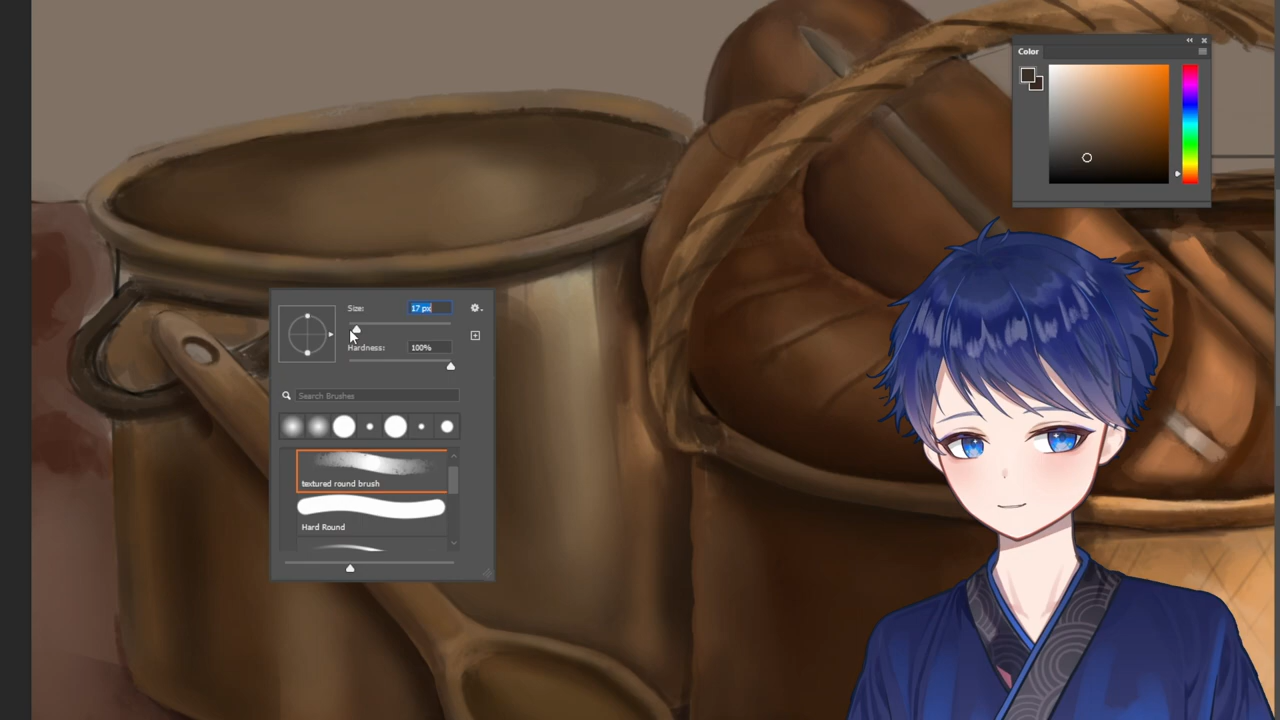 Color
Size:
17 px
Hardness:
100%
Search Brushes
textured round brush
Hard Round